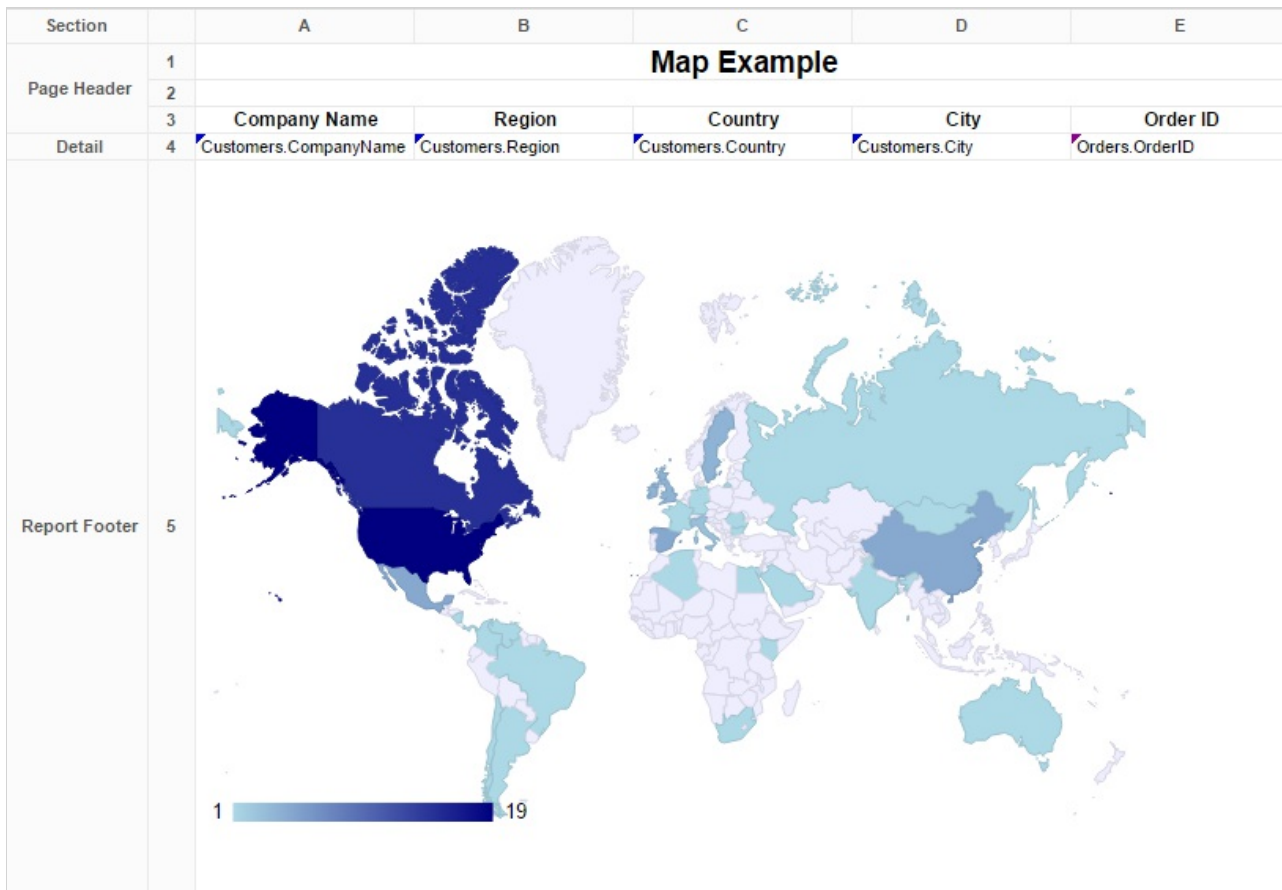 Section A B C D E
Page Header 1 Map Example
2
3 Company Name Region Country City Order ID
Detail 4 Customers.CompanyName Customers.Region Customers.Country Customers.City Orders.OrderID
Report Footer 5
1 19